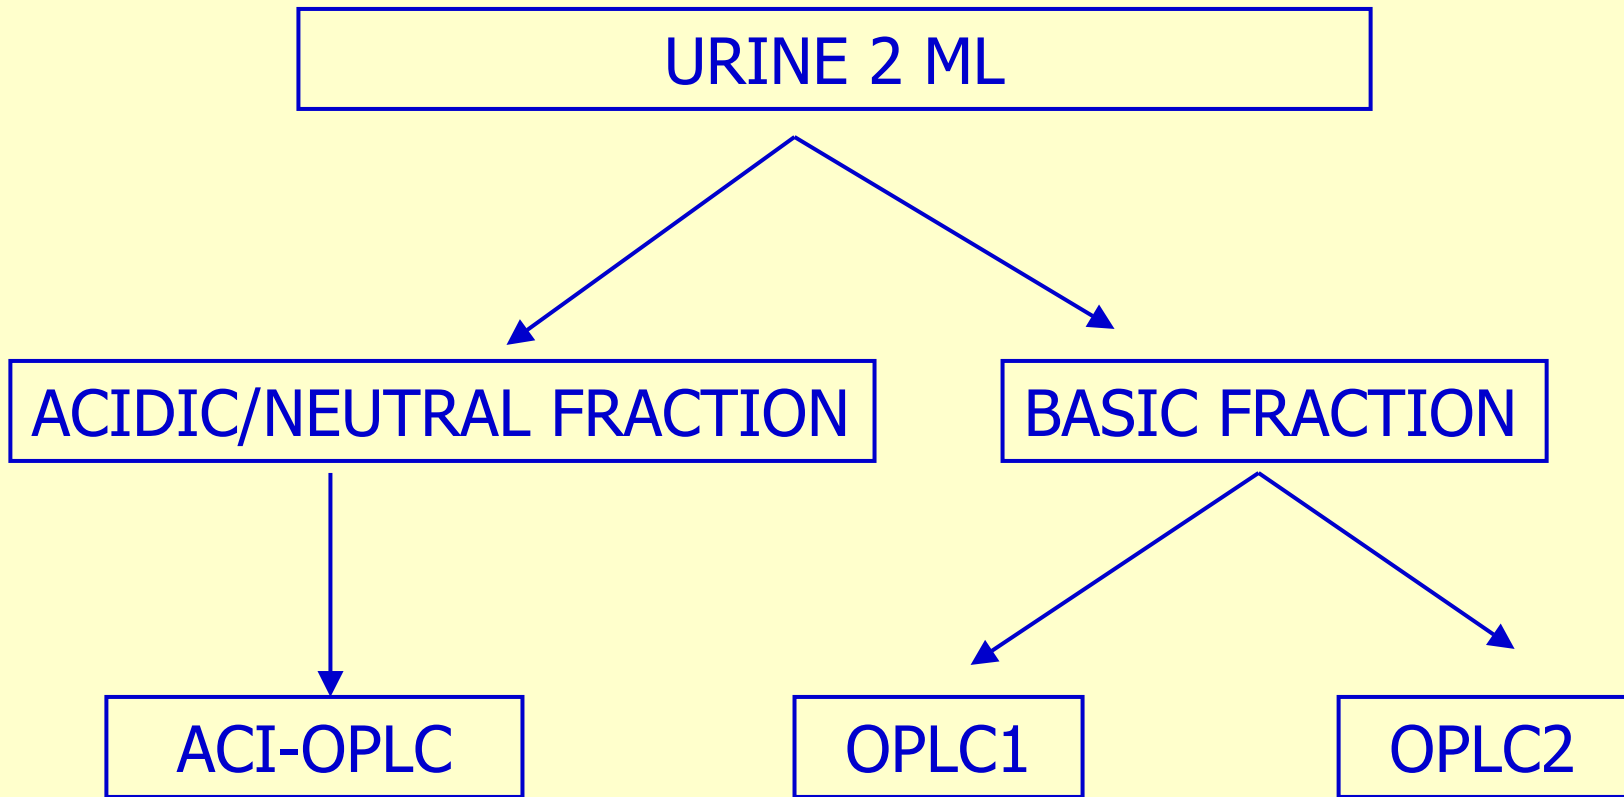 URINE 2 ML
ACIDIC/NEUTRAL FRACTION
BASIC FRACTION
ACI-OPLC
OPLC1
OPLC2